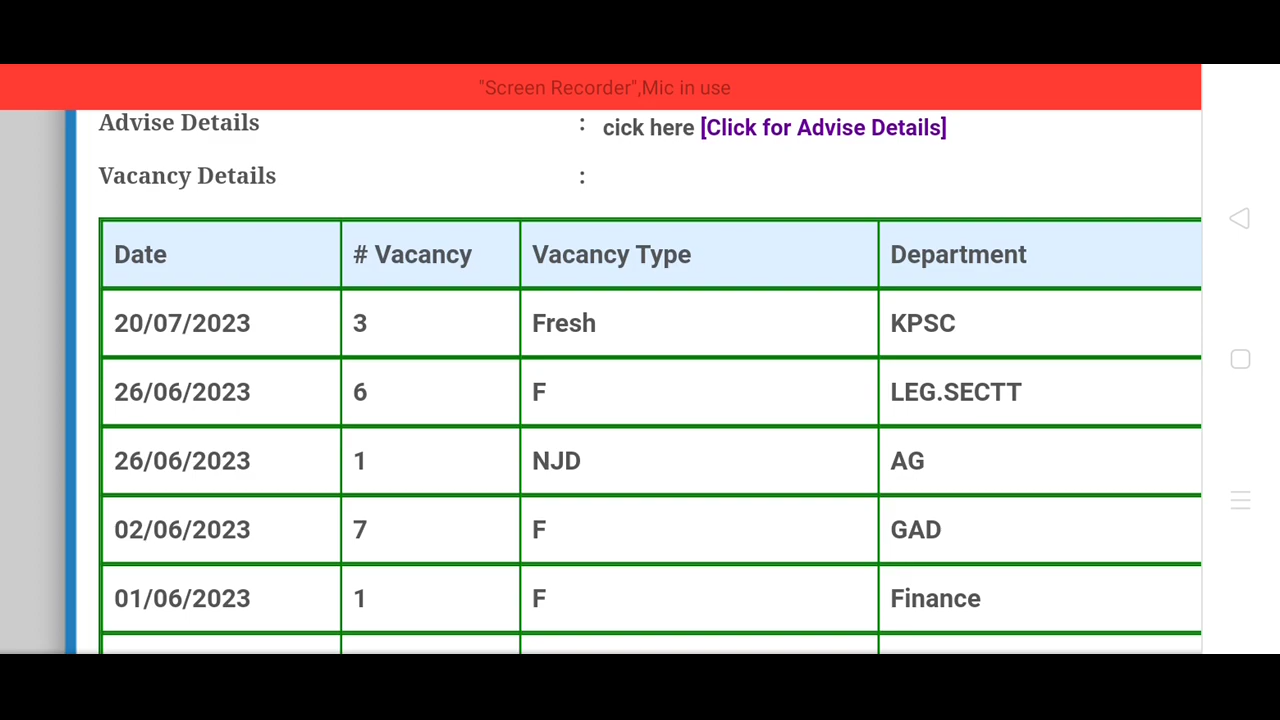 "Screen Recorder",Mic in use
Advise Details : cick here [Click for Advise Details]
Vacancy Details :
Date # Vacancy Vacancy Type Department
20/07/2023 3 Fresh KPSC
26/06/2023 6 F LEG.SECTT
26/06/2023 1 NJD AG
02/06/2023 7 F GAD
01/06/2023 1 F Finance